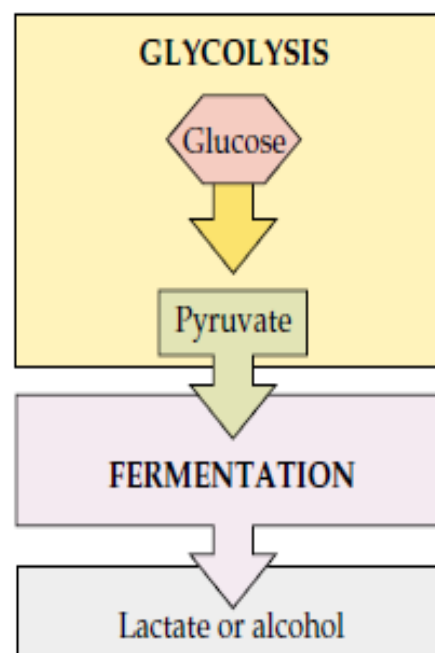 GLYCOLYSIS
Glucose
Pyruvate
FERMENTATION
Lactate or alcohol